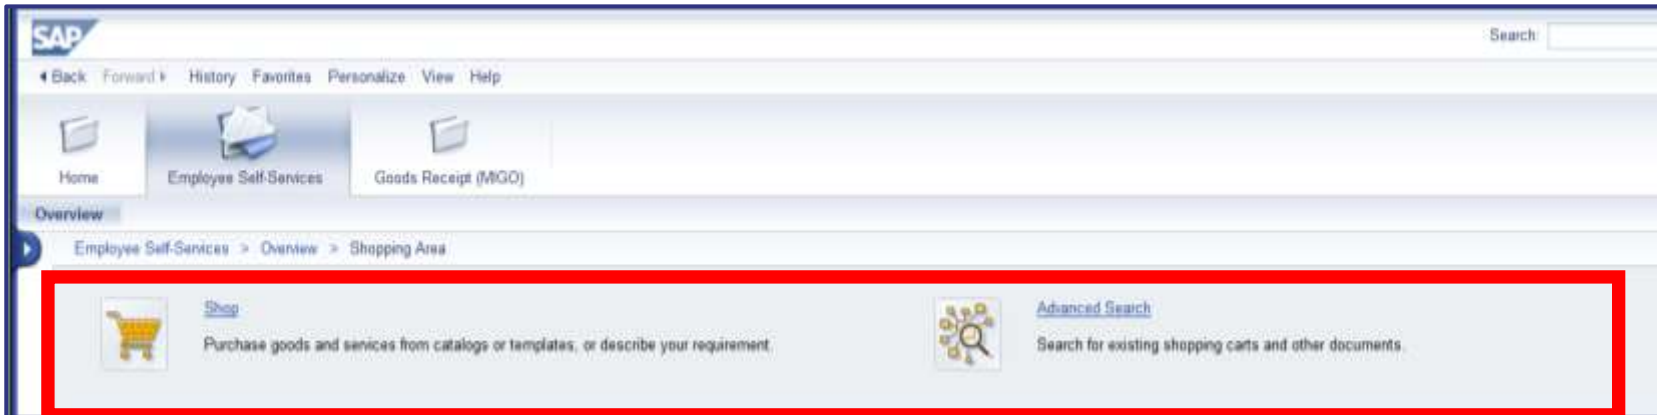 SAP
Search:
Back Forward History Favorites Personalize View Help
Home Employee Self-Services Goods Receipt (MIGO)
Overview
Employee Self-Services > Overview > Shopping Area
Shop Advanced Search
Purchase goods and services from catalogs or templates, or describe your requirement. Search for existing shopping carts and other documents.